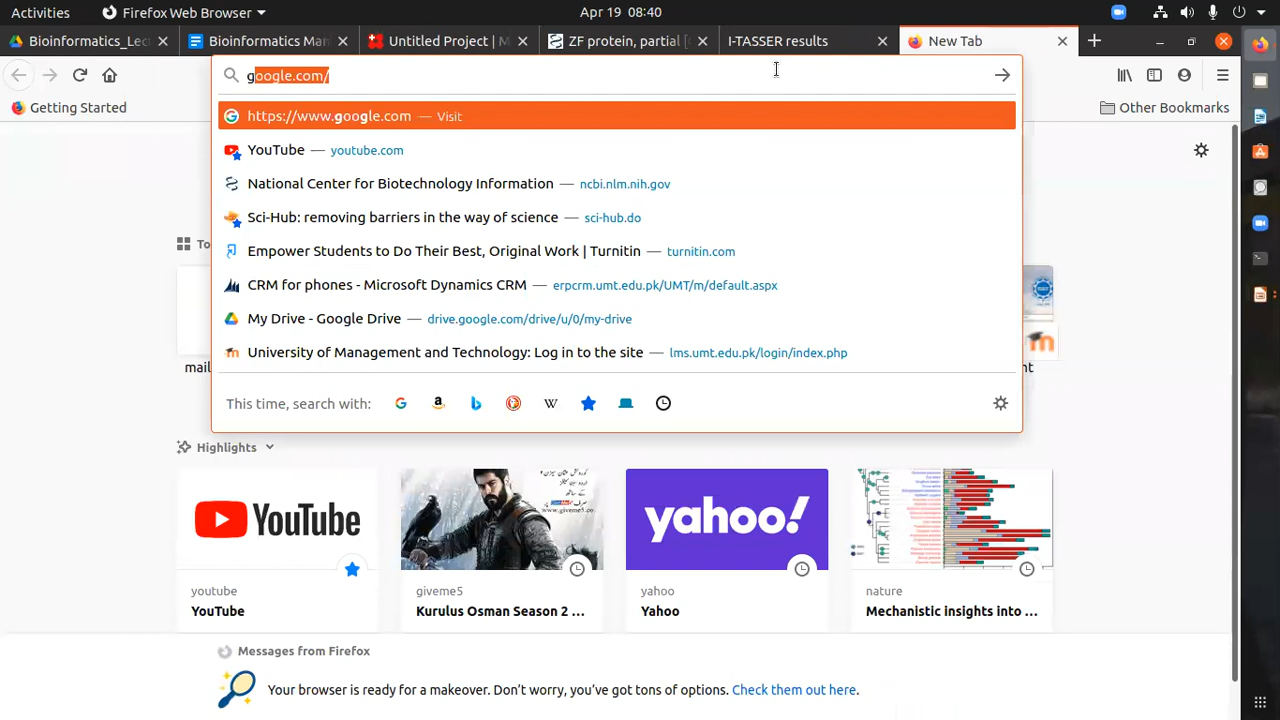 Activities
Firefox Web Browser
Apr 19 08:40
Bioinformatics_Lec
Bioinformatics Man
Untitled Project | M
ZF protein, partial [
I-TASSER results
New Tab
google.com/
Getting Started
Other Bookmarks
https://www.google.com — Visit
YouTube — youtube.com
National Center for Biotechnology Information — ncbi.nlm.nih.gov
Sci-Hub: removing barriers in the way of science — sci-hub.do
Empower Students to Do Their Best, Original Work | Turnitin — turnitin.com
CRM for phones - Microsoft Dynamics CRM — erpcrm.umt.edu.pk/UMT/m/default.aspx
My Drive - Google Drive — drive.google.com/drive/u/0/my-drive
University of Management and Technology: Log in to the site — lms.umt.edu.pk/login/index.php
To
mail
nt
This time, search with:
Highlights
YouTube
www.giveme5.co
yahoo!
youtube
YouTube
giveme5
Kurulus Osman Season 2 ...
yahoo
Yahoo
nature
Mechanistic insights into ...
Messages from Firefox
Your browser is ready for a makeover. Don’t worry, you’ve got tons of options. Check them out here.